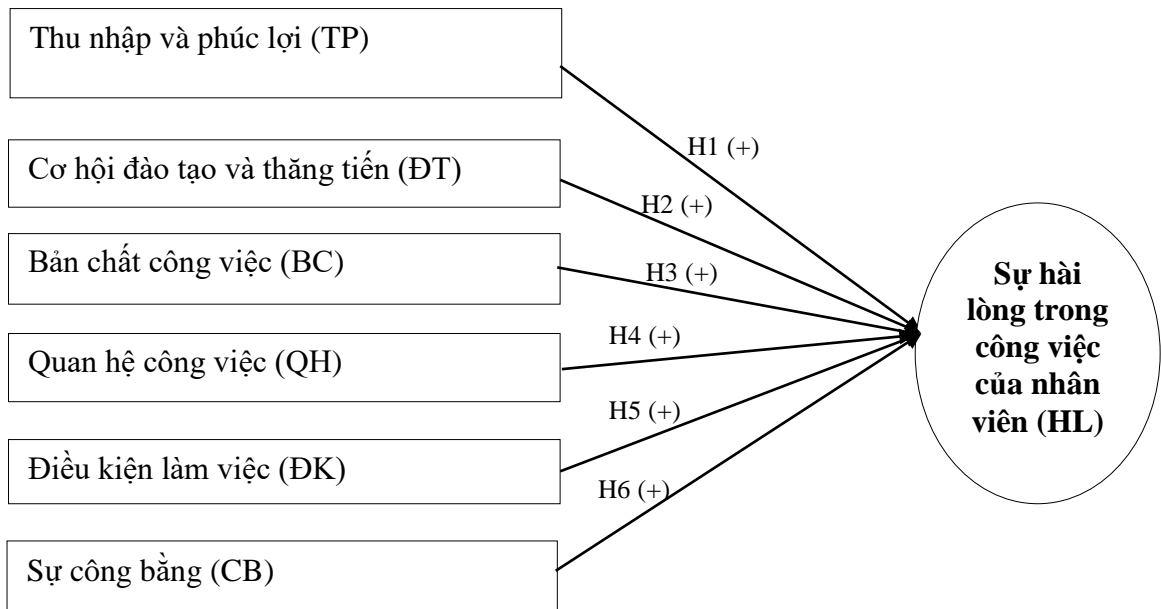 Thu nhập và phúc lợi (TP)
H1 (+)
Cơ hội đào tạo và thăng tiến (ĐT)
H2 (+)
Bản chất công việc (BC)
H3 (+)
Quan hệ công việc (QH)
H4 (+)
Điều kiện làm việc (ĐK)
H5 (+)
Sự công bằng (CB)
H6 (+)
Sự hài
lòng trong
công việc
của nhân
viên (HL)